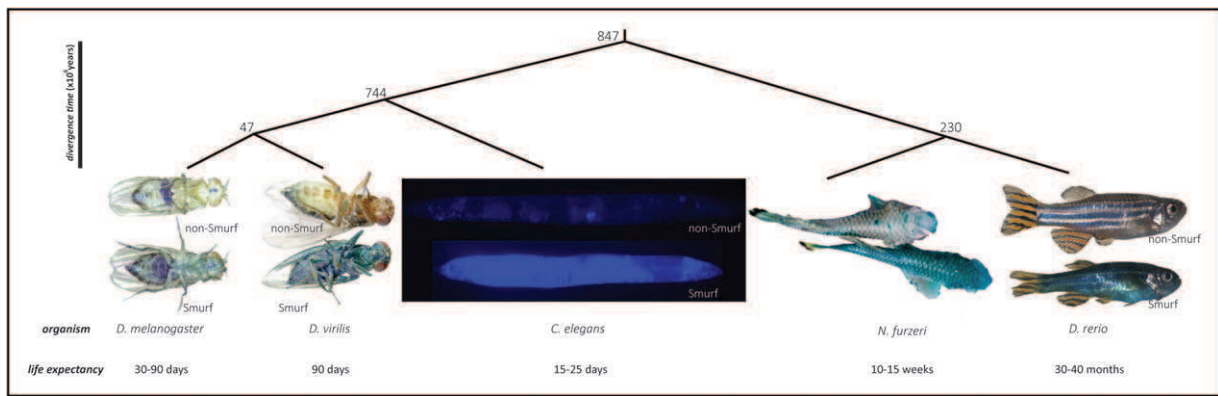 847
divergence time (x10⁶years)
744
47
230
non-Smurf
non-Smurf
non-Smurf
non-Smurf
Smurf
Smurf
Smurf
Smurf
organism D. melanogaster D. virilis C. elegans N. furzeri D. rerio
life expectancy 30-90 days 90 days 15-25 days 10-15 weeks 30-40 months